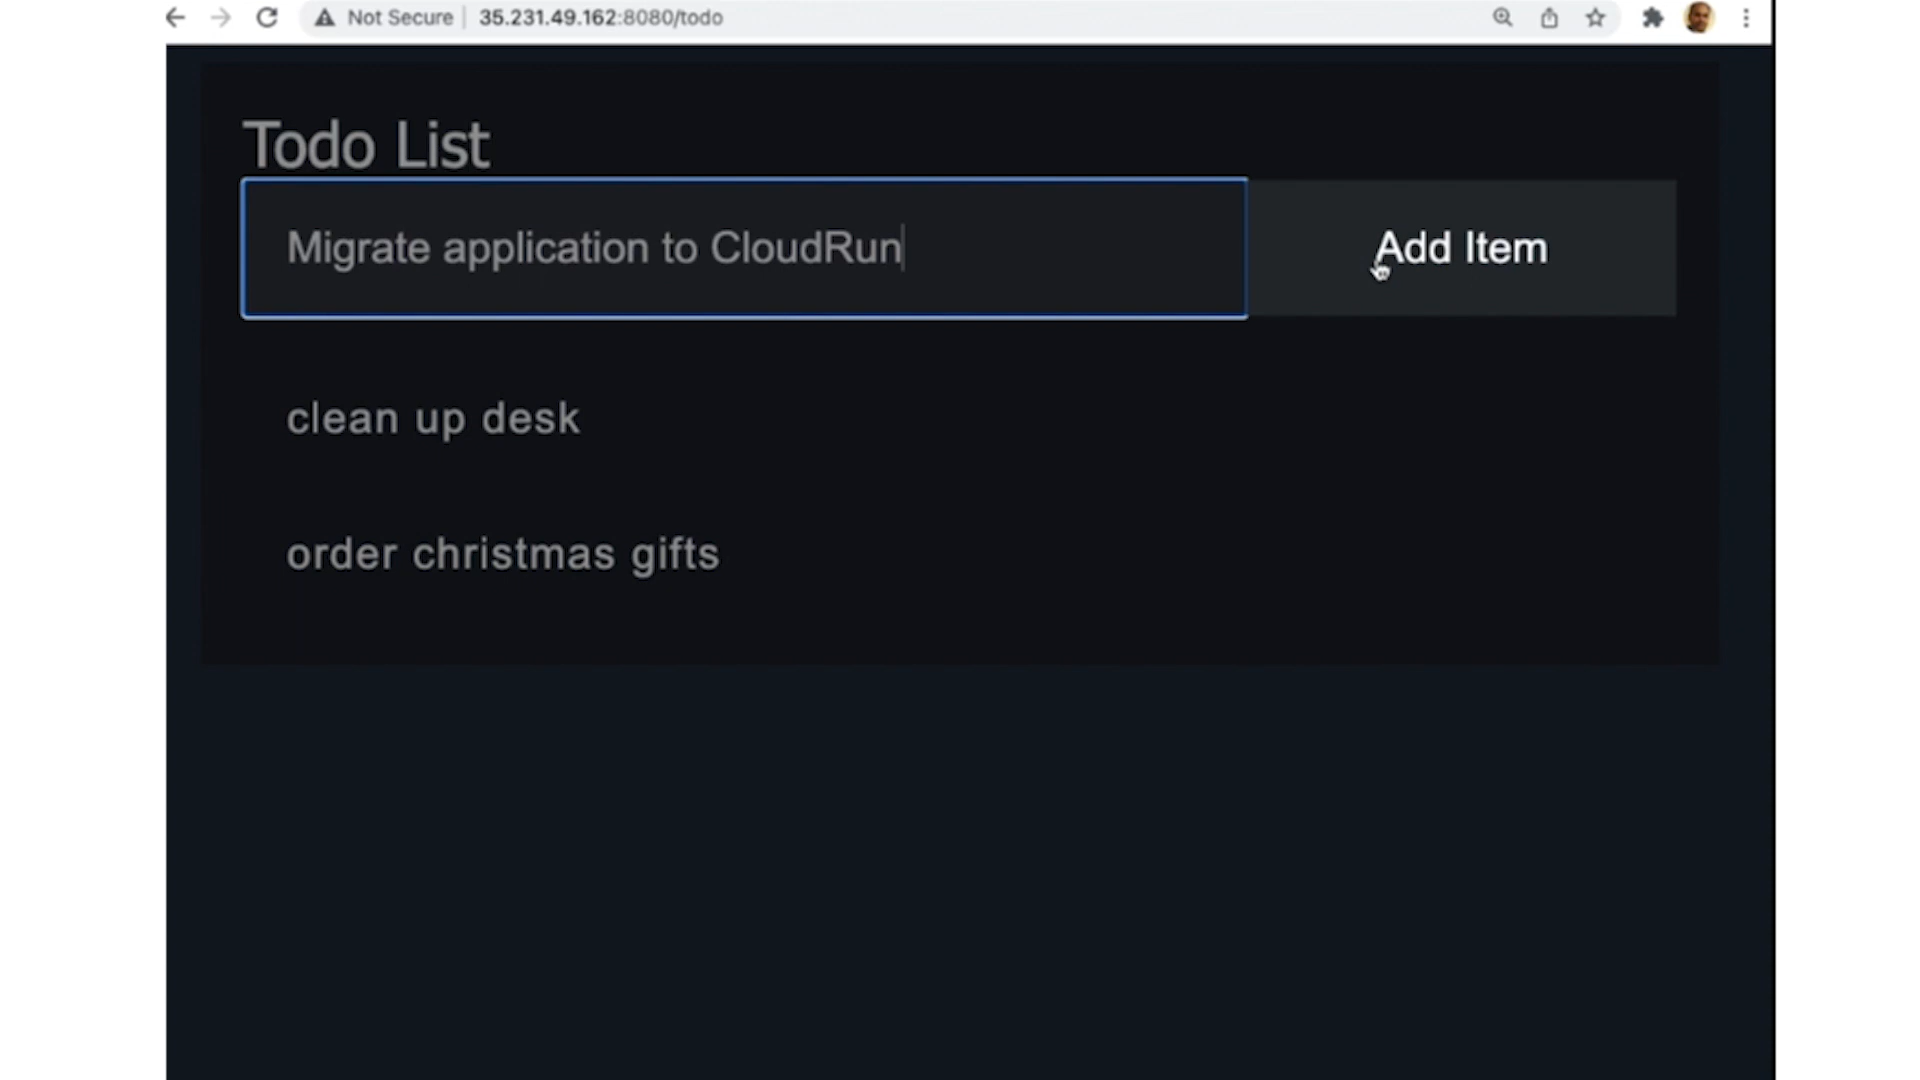 Not Secure 35.231.49.162:8080/todo
Todo List
Migrate application to CloudRun
Add Item
clean up desk
order christmas gifts